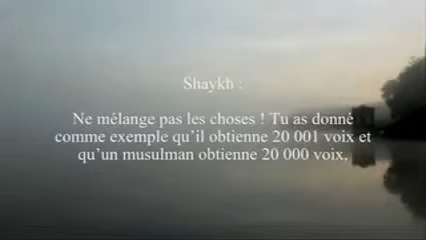 Shaykh :
Ne mélange pas les choses ! Tu as donné
comme exemple qu’il obtienne 20 001 voix et
qu’un musulman obtienne 20 000 voix.